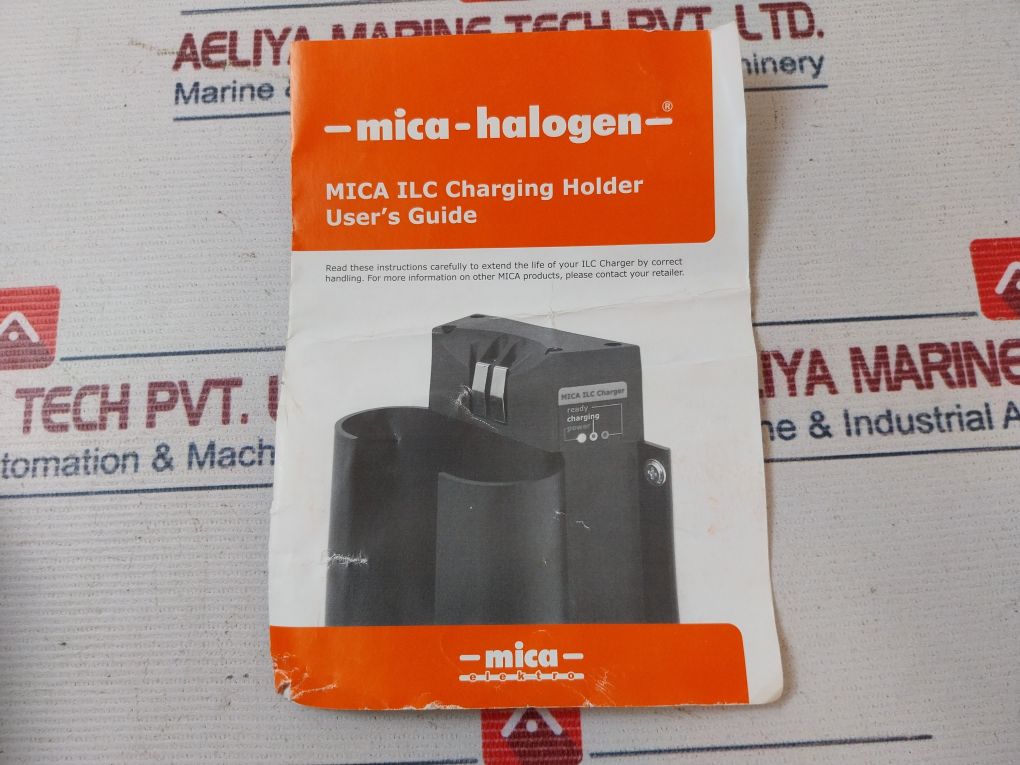 AELIYA MARINE TECH PVT. LTD.
Marine &
hinery
mica-halogen®
MICA ILC Charging Holder
User's Guide
Read these instructions carefully to extend the life of your ILC Charger by correct
handling. For more information on other MICA products, please contact your retailer.
MICA ILC Charger
ready
charging
power
TECH PVT.
tomation & Mach
LIYA MARINE
ne & Industrial A
mica
elektro